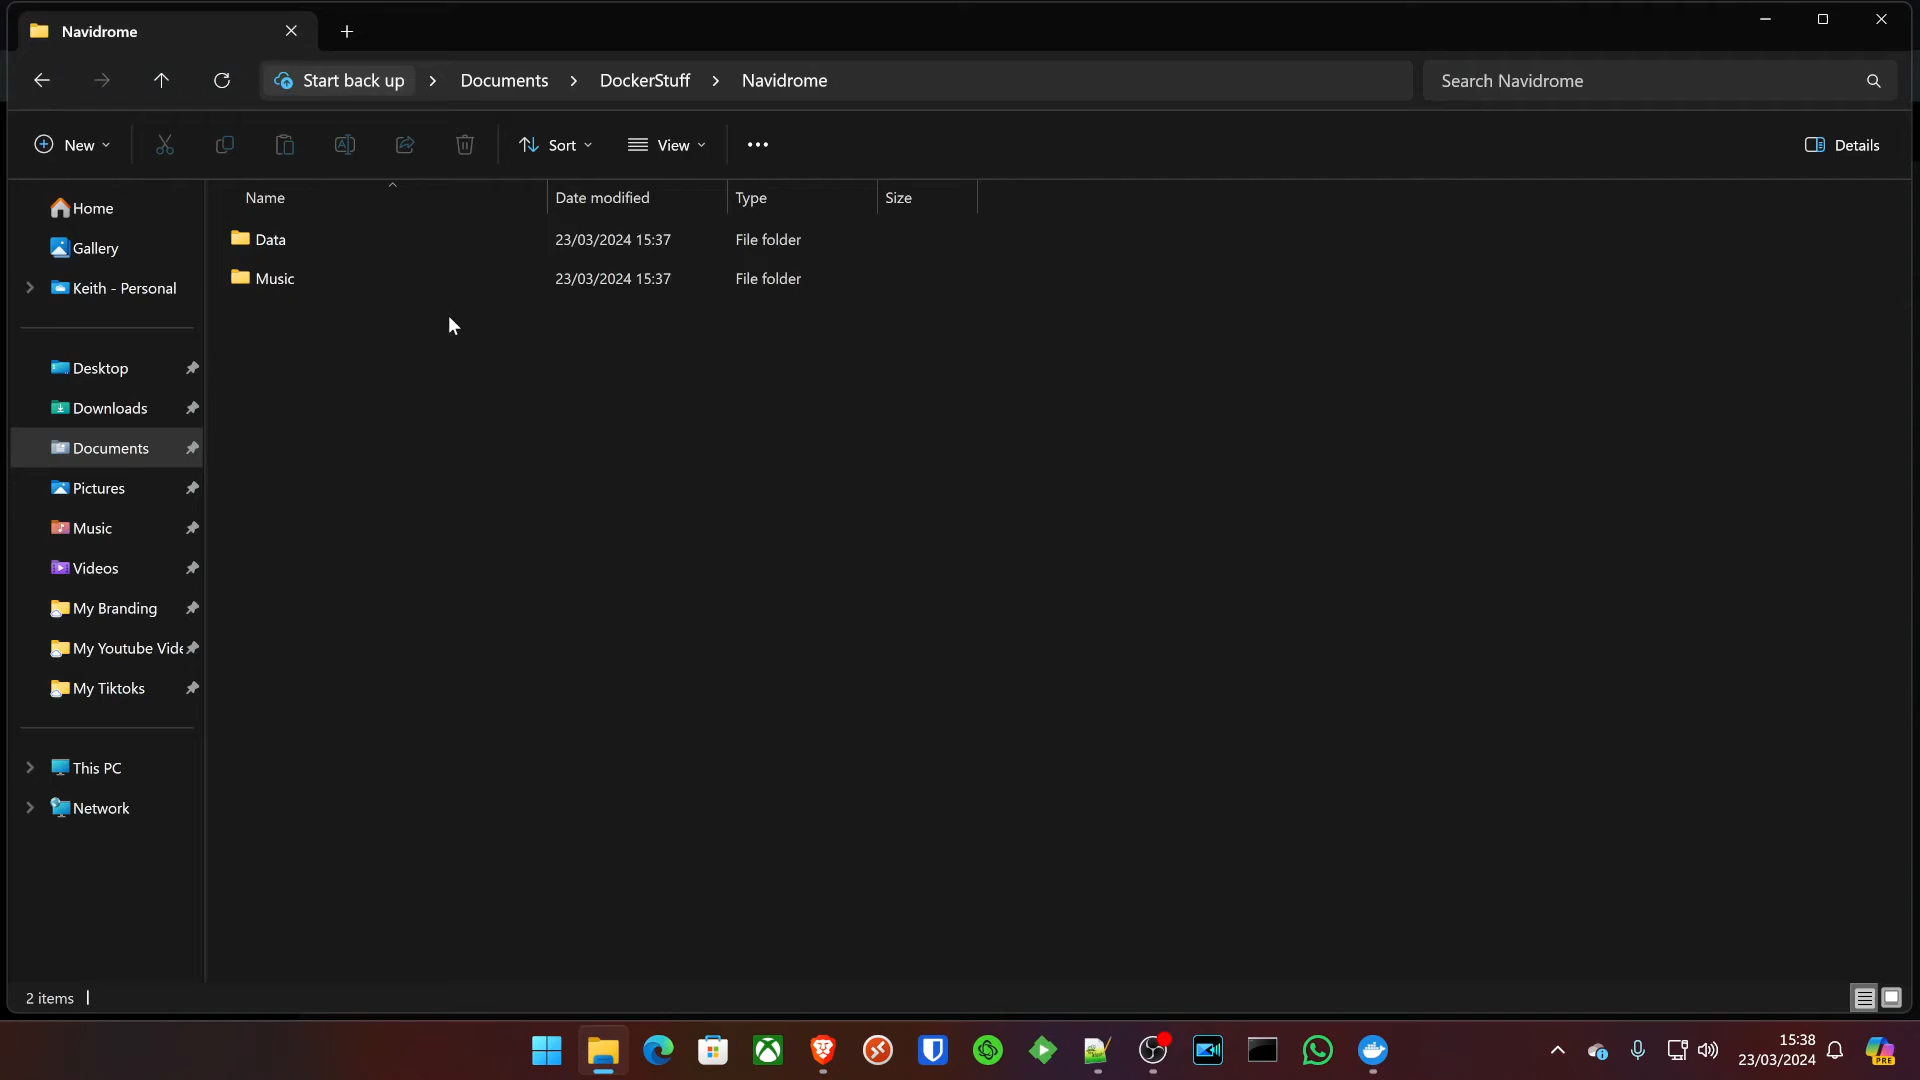 Navidrome
Start back up > Documents > DockerStuff > Navidrome
Search Navidrome
New
Sort
View
Details
Name
Date modified
Type
Size
Data 23/03/2024 15:37 File folder
Music 23/03/2024 15:37 File folder
Home
Gallery
Keith - Personal
Desktop
Downloads
Documents
Pictures
Music
Videos
My Branding
My Youtube Vide
My Tiktoks
This PC
Network
2 items
15:38
23/03/2024
PRE